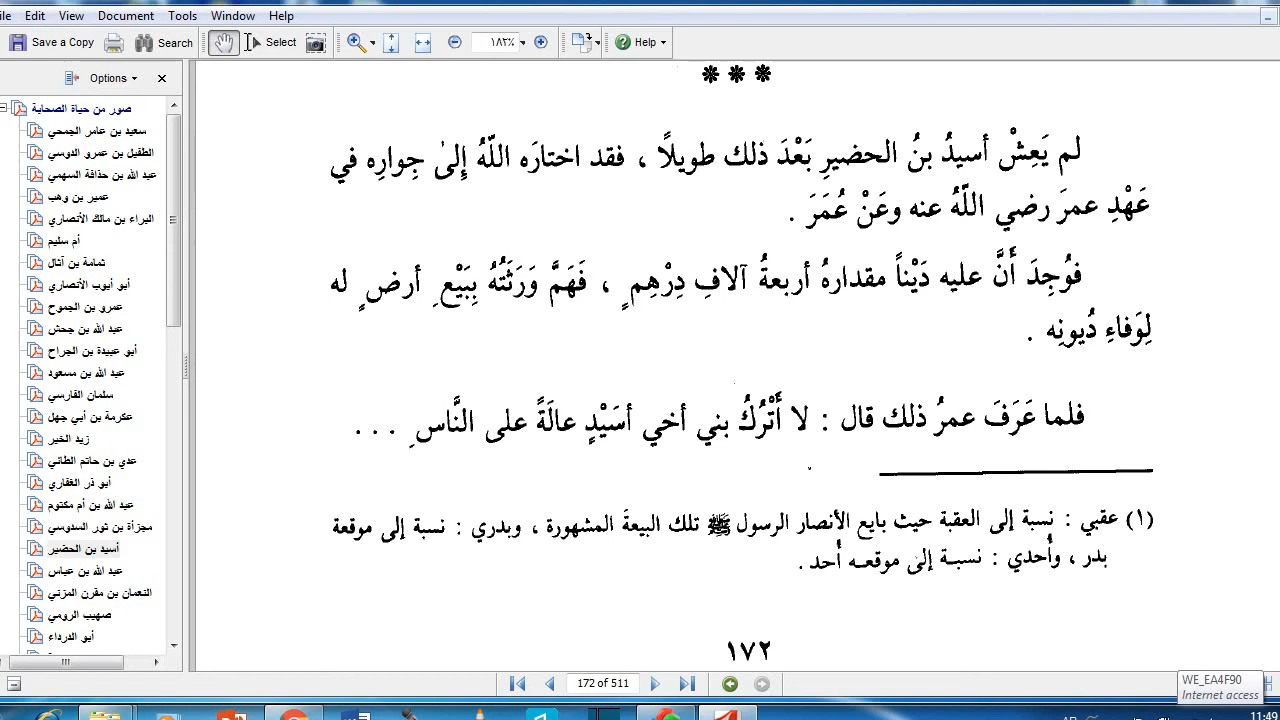 ile Edit View Document Tools Window Help
Save a Copy Search Select ١٨٢% Help
Options
صور من حياة الصحابة
سعيد بن عامر الجمحي
الطفيل بن عمرو الدوسي
عبد الله بن حذافة السهمي
عمير بن وهب
البراء بن مالك الأنصاري
أم سليم
ثمامة بن أثال
أبو أيوب الأنصاري
عمرو بن الجموح
عبد الله بن جحش
أبو عبيدة بن الجراح
عبد الله بن مسعود
سلمان الفارسي
عكرمة بن أبي جهل
زيد الخير
عدي بن حاتم الطائي
أبو ذر الغفاري
عبد الله بن أم مكتوم
مجزأة بن ثور السدوسي
أسيد بن الحضير
عبد الله بن عباس
النعمان بن مقرن المزني
صهيب الرومي
أبو الدرداء
***
لم يَعِشْ أسيدُ بنُ الحضيرِ بَعْدَ ذلك طويلاً ، فقد اختارَه اللّهُ إِلىٰ جِوارِه في
عَهْدِ عمرَ رضي اللّهُ عنه وعَنْ عُمَرَ .
فوُجِدَ أَنَّ عليه دَيْناً مقدارهُ أربعةُ آلافِ دِرْهِمٍ ، فَهَمَّ وَرَثَتُهُ بِبَيْعِ أرضٍ له
لِوَفاءِ دُيونِه .
فلما عَرَفَ عمرُ ذلك قال : لا أَتْرُكُ بني أخي أسَيْدٍ عالَةً على النَّاسِ ...
(١) عقبي : نسبة إلى العقبة حيث بايع الأنصار الرسول ﷺ تلك البيعةَ المشهورة ، وبدري : نسبة إلى موقعة
بدر ، وأُحدي : نسبة إلى موقعه أُحد .
١٧٢
172 of 511
WE_EA4F90
Internet access
11:49